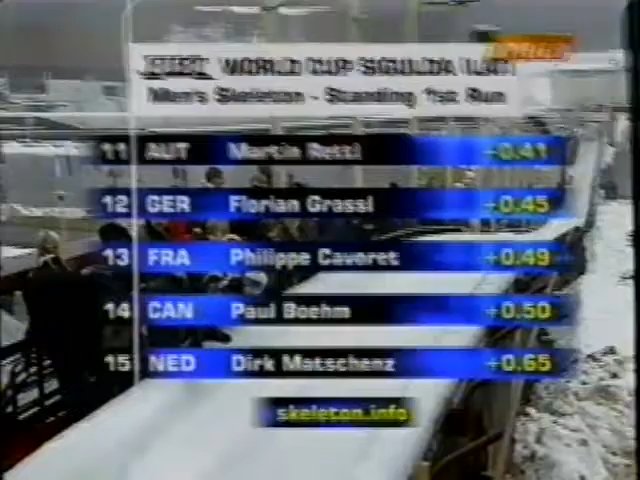 FIBT WORLD CUP SIGULDA (LAT)
Men's Skeleton - Standing 1st Run
11 AUT Martin Rettl +0.41
12 GER Florian Grassl +0.45
13 FRA Philippe Cavoret +0.49
14 CAN Paul Boehm +0.50
15 NED Dirk Matschenz +0.65
skeleton.info